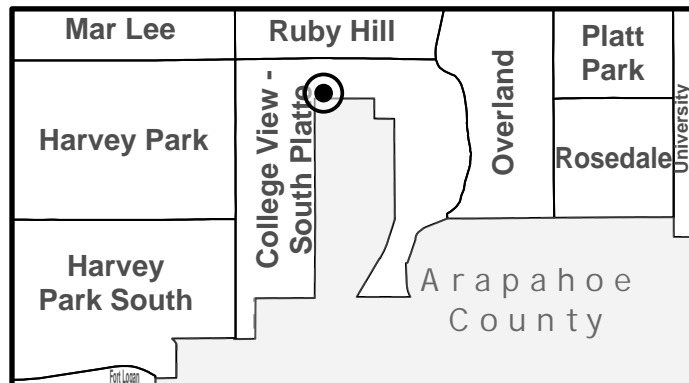 Mar Lee
Ruby Hill
Platt
Park
Harvey Park
College View -
South Platte
Overland
University
Rosedale
Harvey
Park South
Arapahoe
County
Fort Logan